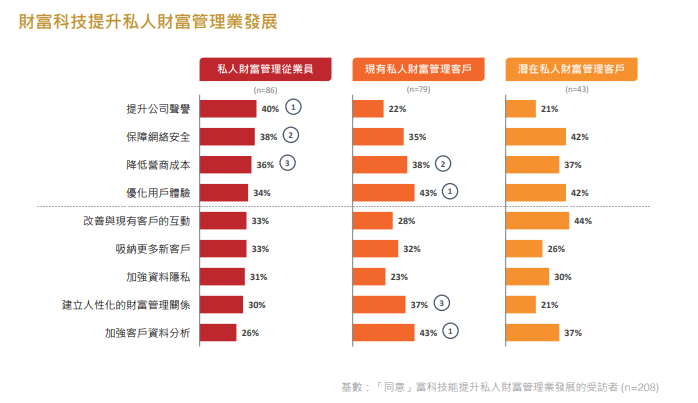 財富科技提升私人財富管理業發展
私人財富管理從業員 現有私人財富管理客戶 潛在私人財富管理客戶
(n=86) (n=79) (n=43)
提升公司聲譽 40% 1 22% 21%
保障網絡安全 38% 2 35% 42%
降低營商成本 36% 3 38% 2 37%
優化用戶體驗 34% 43% 1 42%
改善與現有客戶的互動 33% 28% 44%
吸納更多新客戶 33% 32% 26%
加強資料隱私 31% 23% 30%
建立人性化的財富管理關係 30% 37% 3 21%
加強客戶資料分析 26% 43% 1 37%
基數：「同意」富科技能提升私人財富管理業發展的受訪者 (n=208)